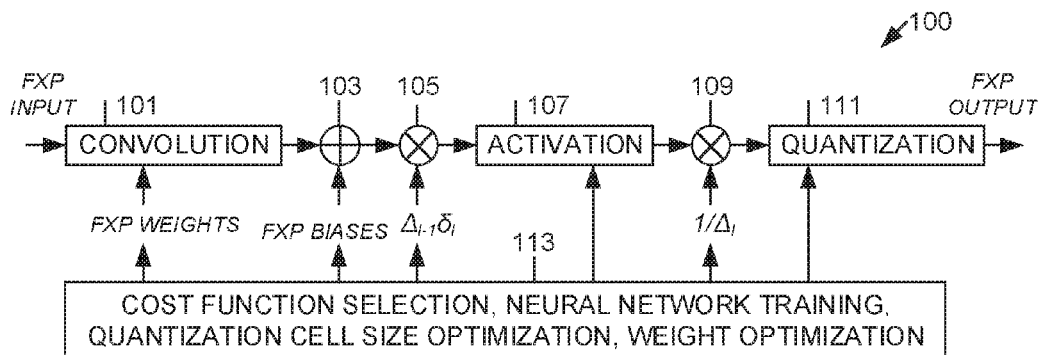 100
FXP INPUT
101
103
105
107
109
111
FXP OUTPUT
CONVOLUTION
ACTIVATION
QUANTIZATION
FXP WEIGHTS
FXP BIASES
Δl-1δl
1/Δl
113
COST FUNCTION SELECTION, NEURAL NETWORK TRAINING,
QUANTIZATION CELL SIZE OPTIMIZATION, WEIGHT OPTIMIZATION